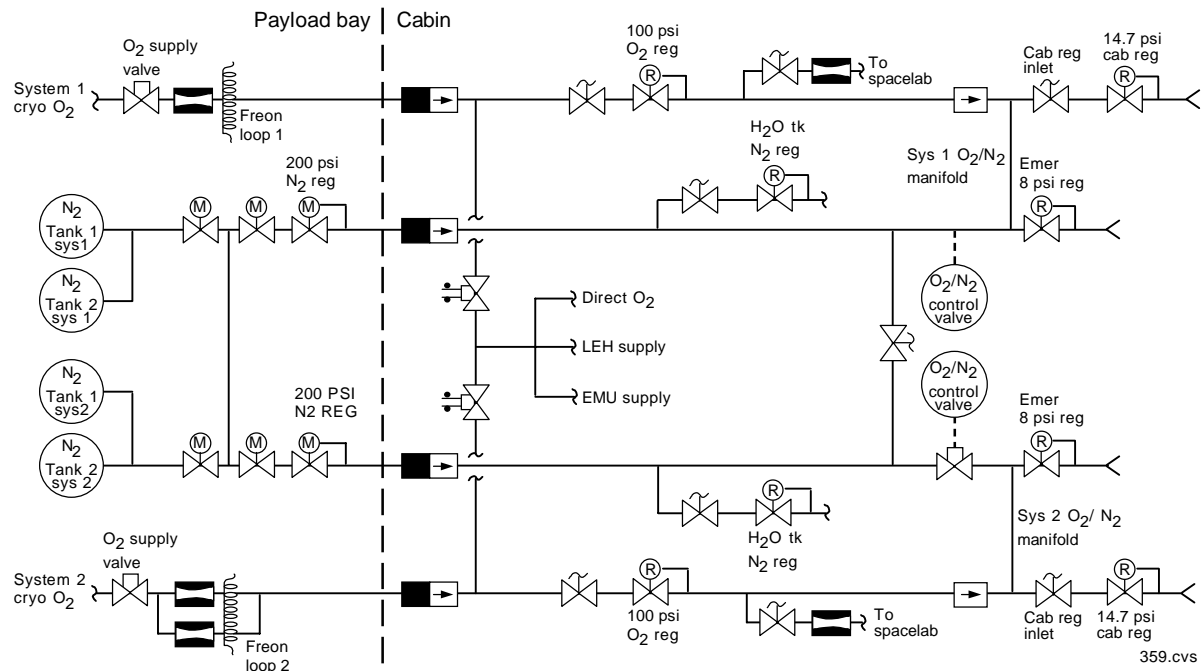 Payload bay
Cabin
O2 supply
valve
System 1
cryo O2
Freon
loop 1
100 psi
O2 reg
R
To
spacelab
Cab reg
inlet
14.7 psi
cab reg
R
H2O tk
N2 reg
R
Sys 1 O2/N2
manifold
Emer
8 psi reg
R
200 psi
N2 reg
M
M
M
N2
Tank 1
sys1
N2
Tank 2
sys 1
Direct O2
LEH supply
EMU supply
O2/N2
control
valve
O2/N2
control
valve
N2
Tank 1
sys2
N2
Tank 2
sys 2
200 PSI
N2 REG
M
M
M
Emer
8 psi reg
R
R
H2O tk
N2 reg
Sys 2 O2/ N2
manifold
O2 supply
valve
System 2
cryo O2
Freon
loop 2
R
100 psi
O2 reg
To
spacelab
Cab reg
inlet
R
14.7 psi
cab reg
359.cvs